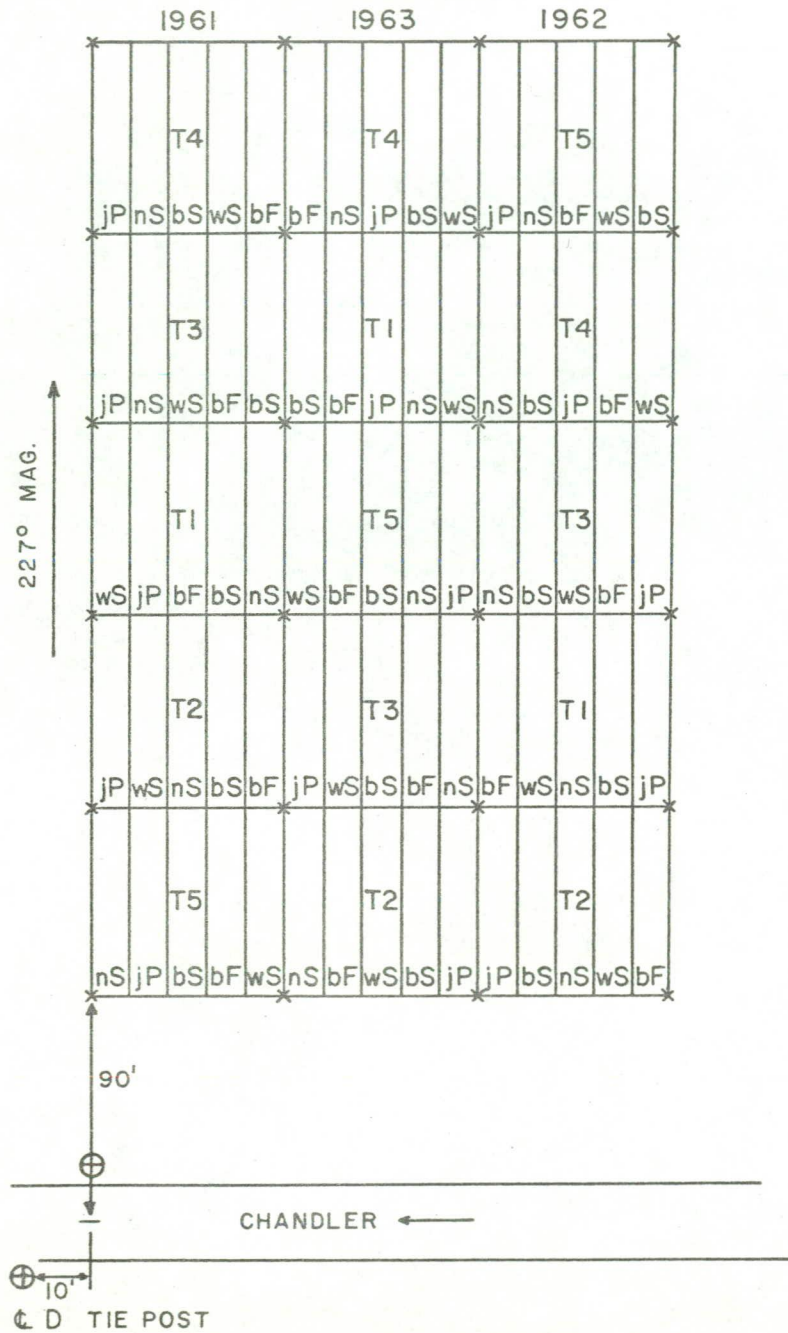 1961 1963 1962
T4 T4 T5
jP nS bS wS bF bF nS jP bS wS jP nS bF wS bS
T3 T1 T4
jP nS wS bF bS bS bF jP nS wS nS bS jP bF wS
227° MAG.
T1 T5 T3
wS jP bF bS nS wS bF bS nS jP nS bS wS bF jP
T2 T3 T1
jP wS nS bS bF jP wS bS bF nS bF wS nS bS jP
T5 T2 T2
nS jP bS bF wS nS bF wS bS jP jP bS nS wS bF
90'
CHANDLER
10'
℄ D TIE POST